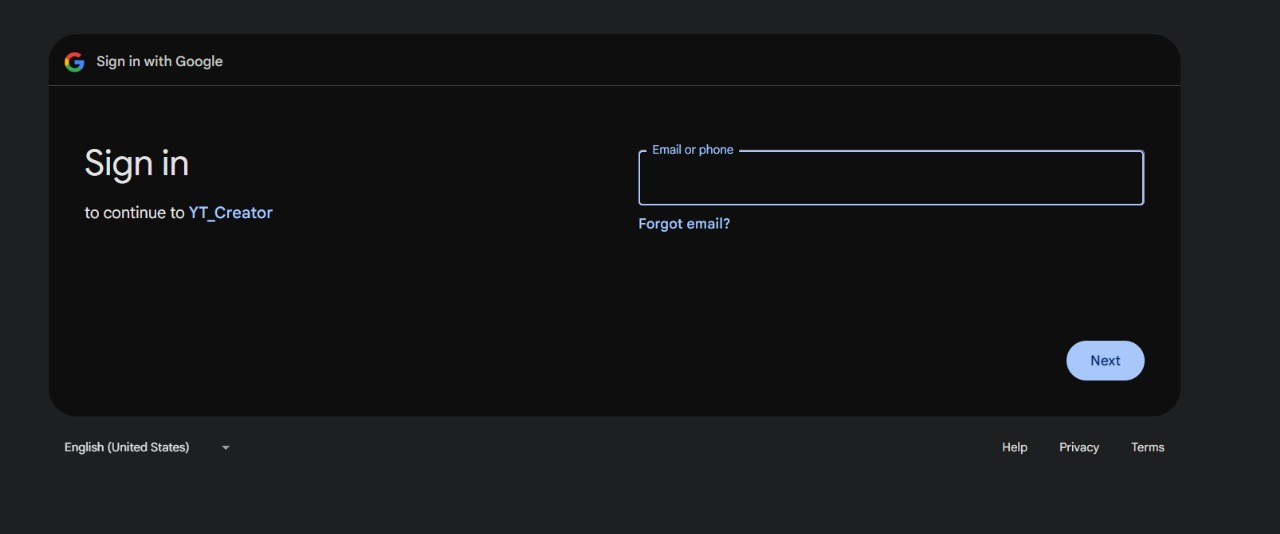 Sign in with Google
Sign in
to continue to YT_Creator
Email or phone
Forgot email?
Next
English (United States)
Help Privacy Terms